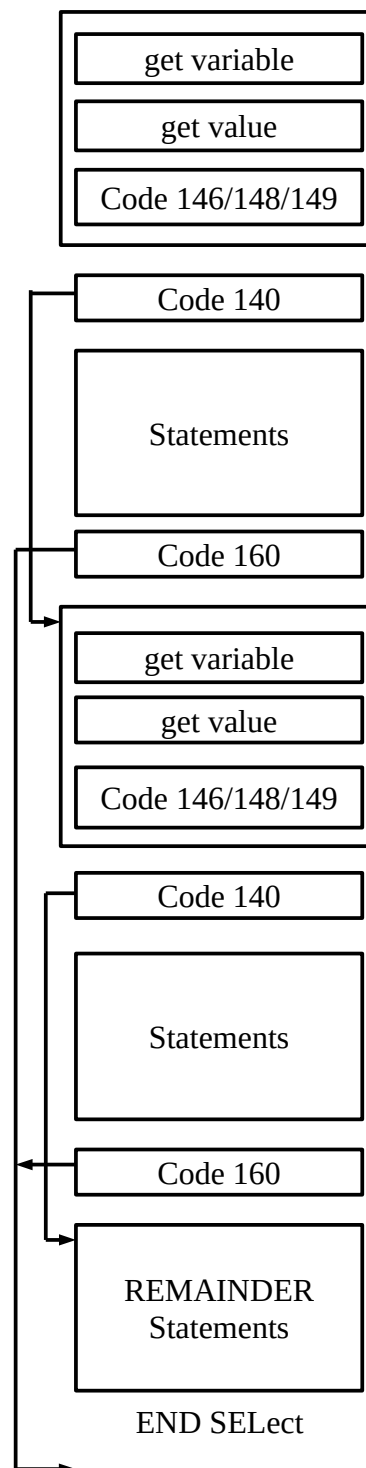 get variable
get value
Code 146/148/149
Code 140
Statements
Code 160
get variable
get value
Code 146/148/149
Code 140
Statements
Code 160
REMAINDER
Statements
END SELect